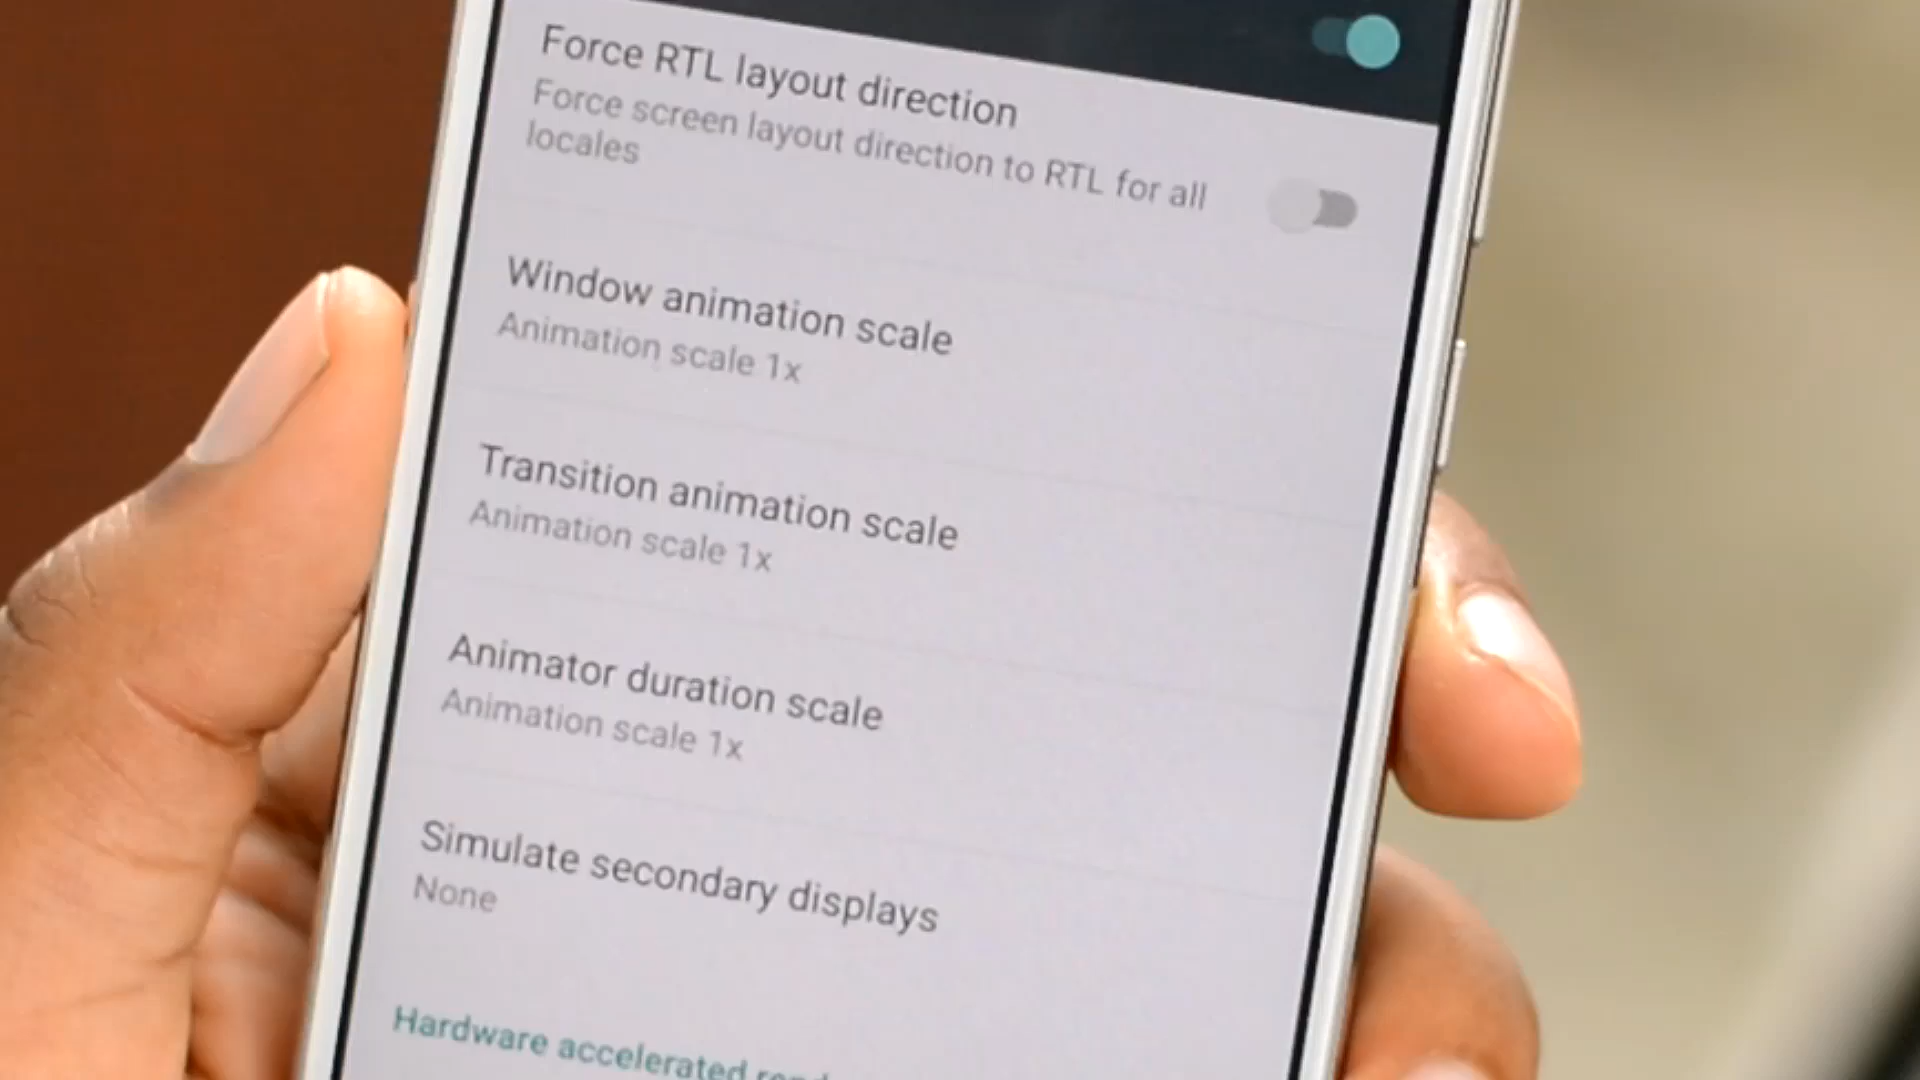 Force RTL layout direction
Force screen layout direction to RTL for all
locales
Window animation scale
Animation scale 1x
Transition animation scale
Animation scale 1x
Animator duration scale
Animation scale 1x
Simulate secondary displays
None
Hardware accelerated